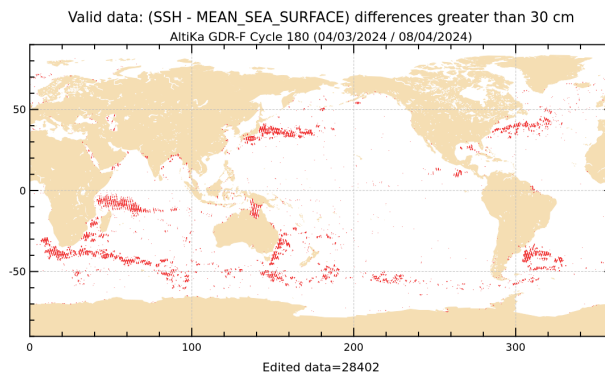 Valid data: (SSH - MEAN_SEA_SURFACE) differences greater than 30 cm
AltiKa GDR-F Cycle 180 (04/03/2024 / 08/04/2024)
50
0
-50
0
100
200
300
Edited data=28402